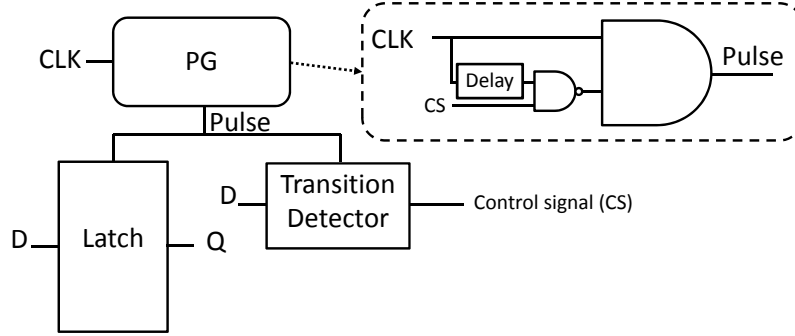 CLK
PG
Pulse
CLK
Delay
CS
Pulse
D
Latch
Q
D
Transition
Detector
Control signal (CS)